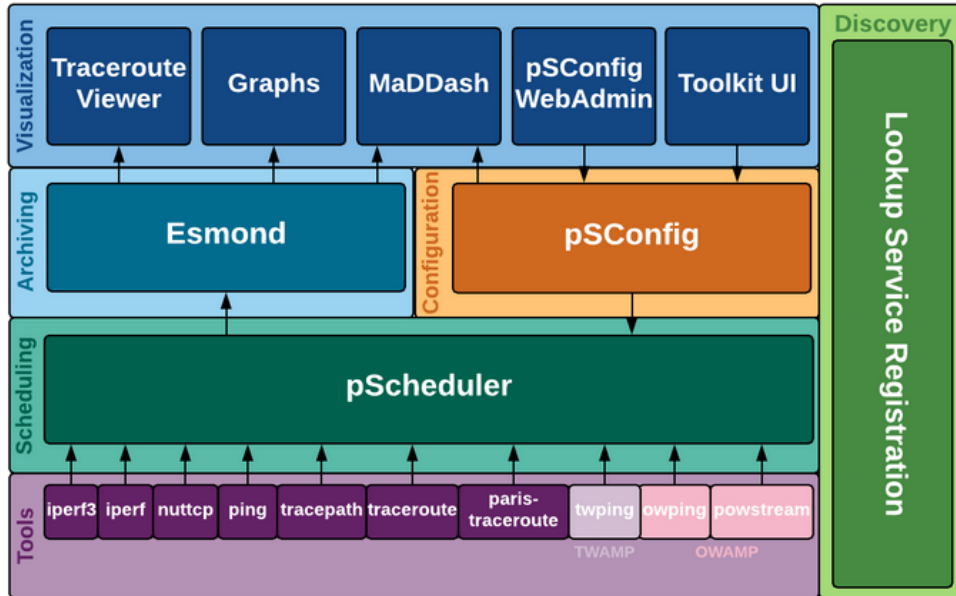 Visualization
Traceroute
Viewer
Graphs
MaDDash
pSConfig
WebAdmin
Toolkit UI
Discovery
Lookup Service Registration
Archiving
Esmond
Configuration
pSConfig
Scheduling
pScheduler
Tools
iperf3
iperf
nuttcp
ping
tracepath
traceroute
paris-
traceroute
twping
owping
powstream
TWAMP
OWAMP